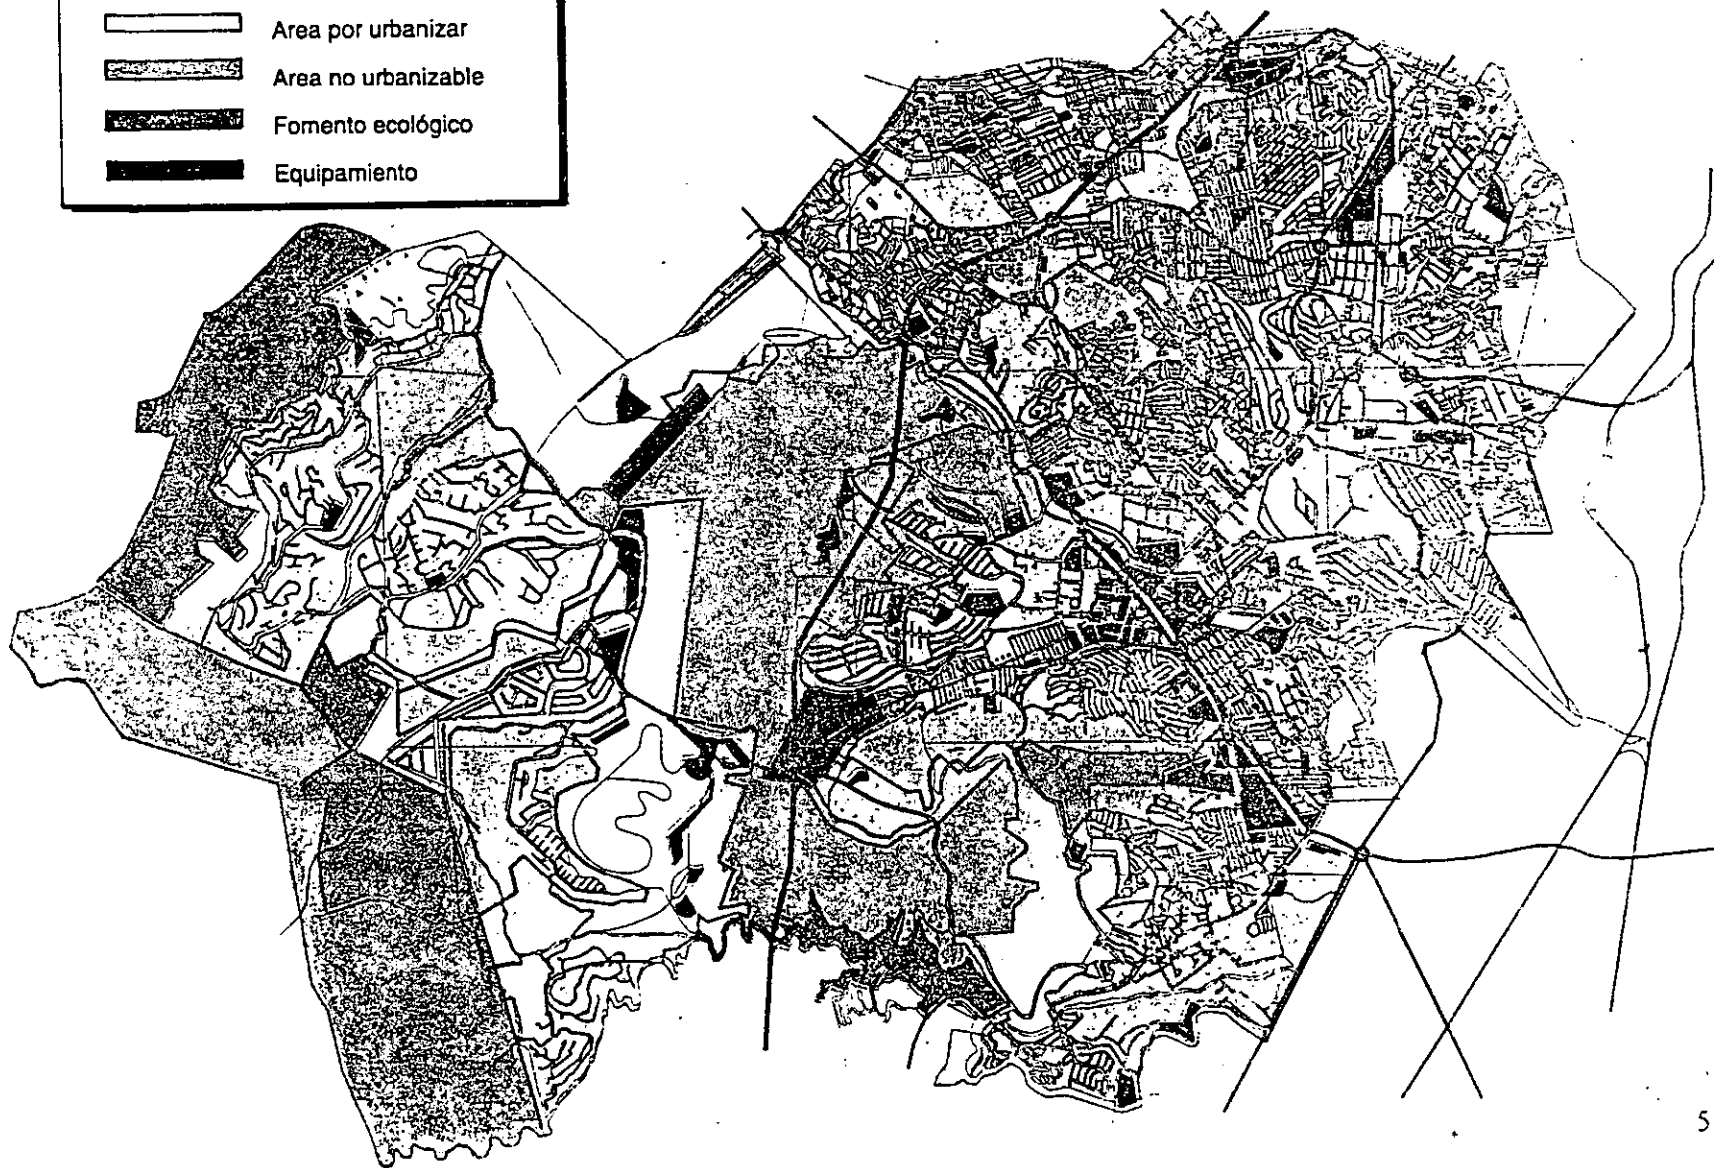 Area por urbanizar
Area no urbanizable
Fomento ecológico
Equipamiento
5